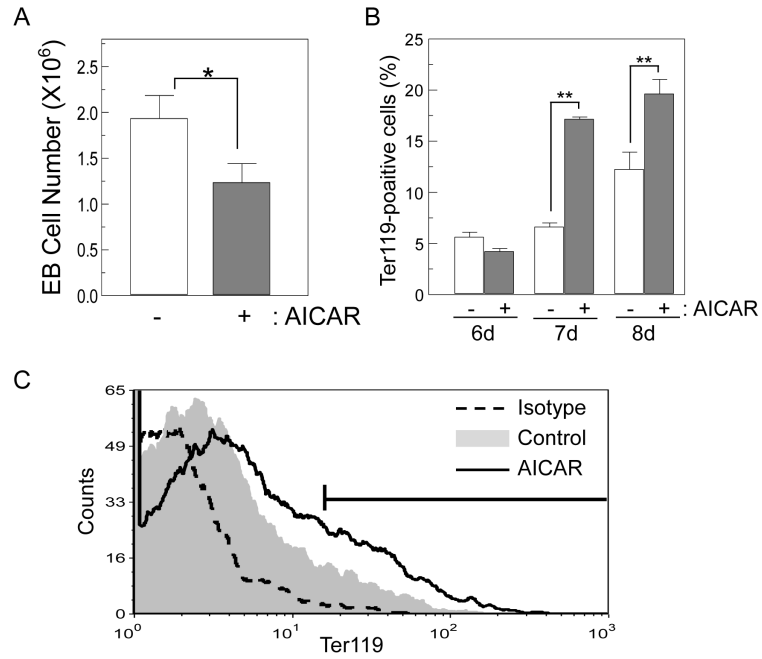 A
EB Cell Number (X10⁶)
2.5
2.0
1.5
1.0
0.5
0.0
*
- + : AICAR
B
Ter119-poaitive cells (%)
25
20
15
10
5
0
**
**
- + - + - + : AICAR
6d 7d 8d
C
Counts
65
49
33
16
0
Isotype
Control
AICAR
10⁰ 10¹ 10² 10³
Ter119